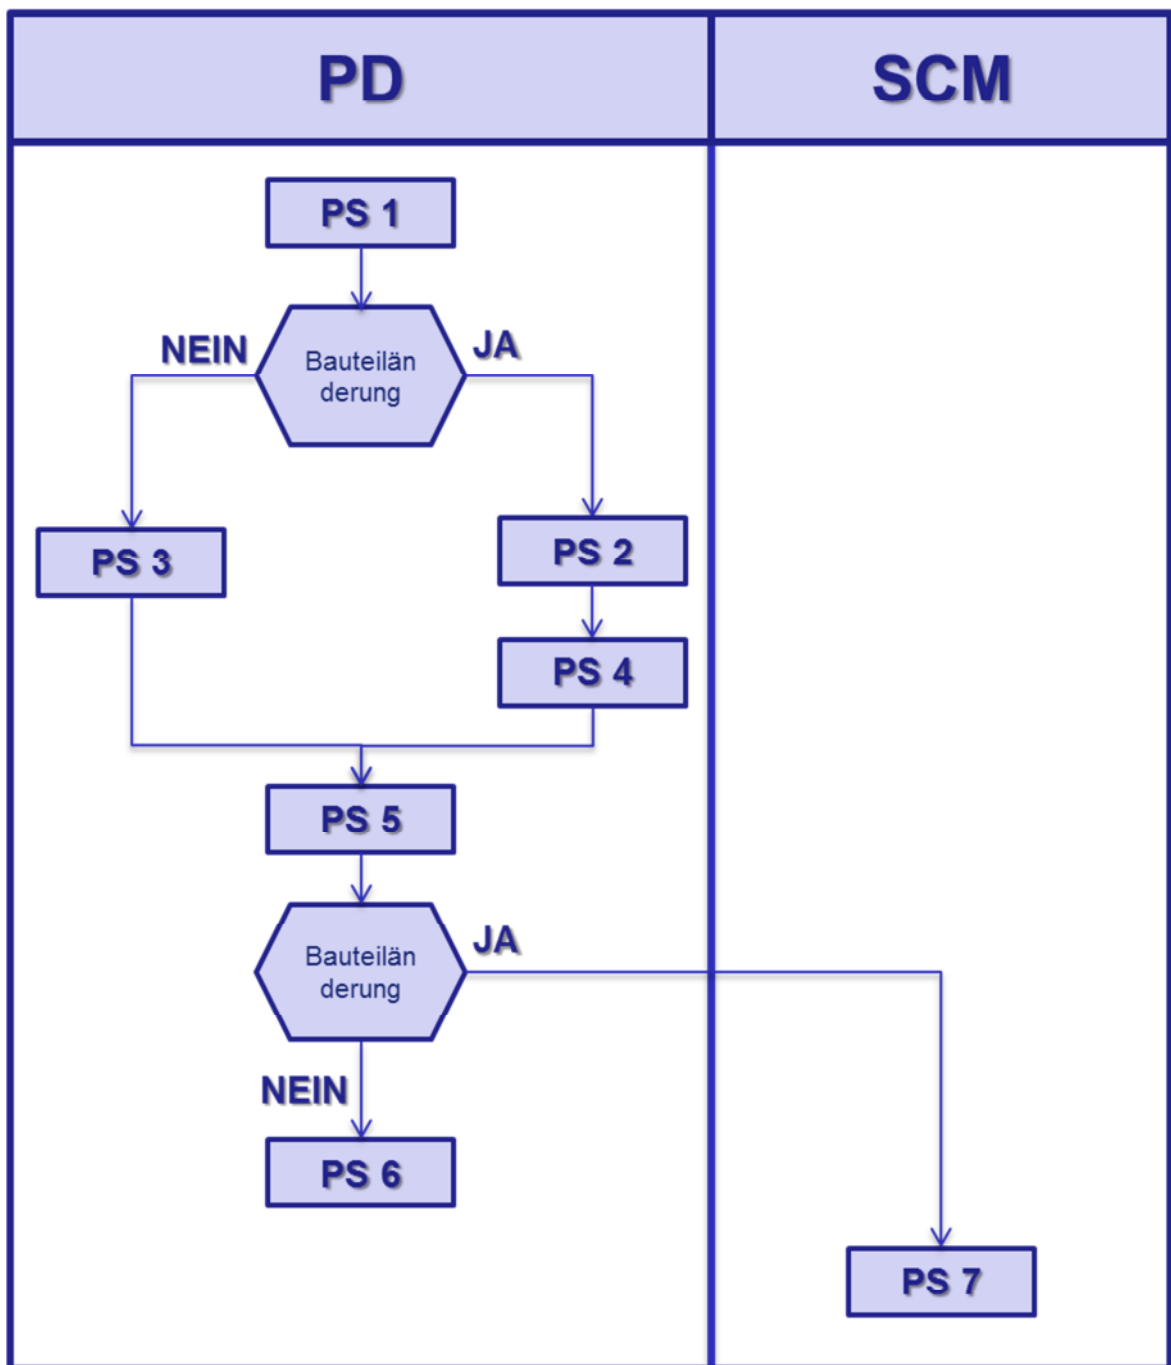 PD
SCM
PS 1
NEIN
JA
Bauteilän
derung
PS 3
PS 2
PS 4
PS 5
Bauteilän
derung
JA
NEIN
PS 6
PS 7